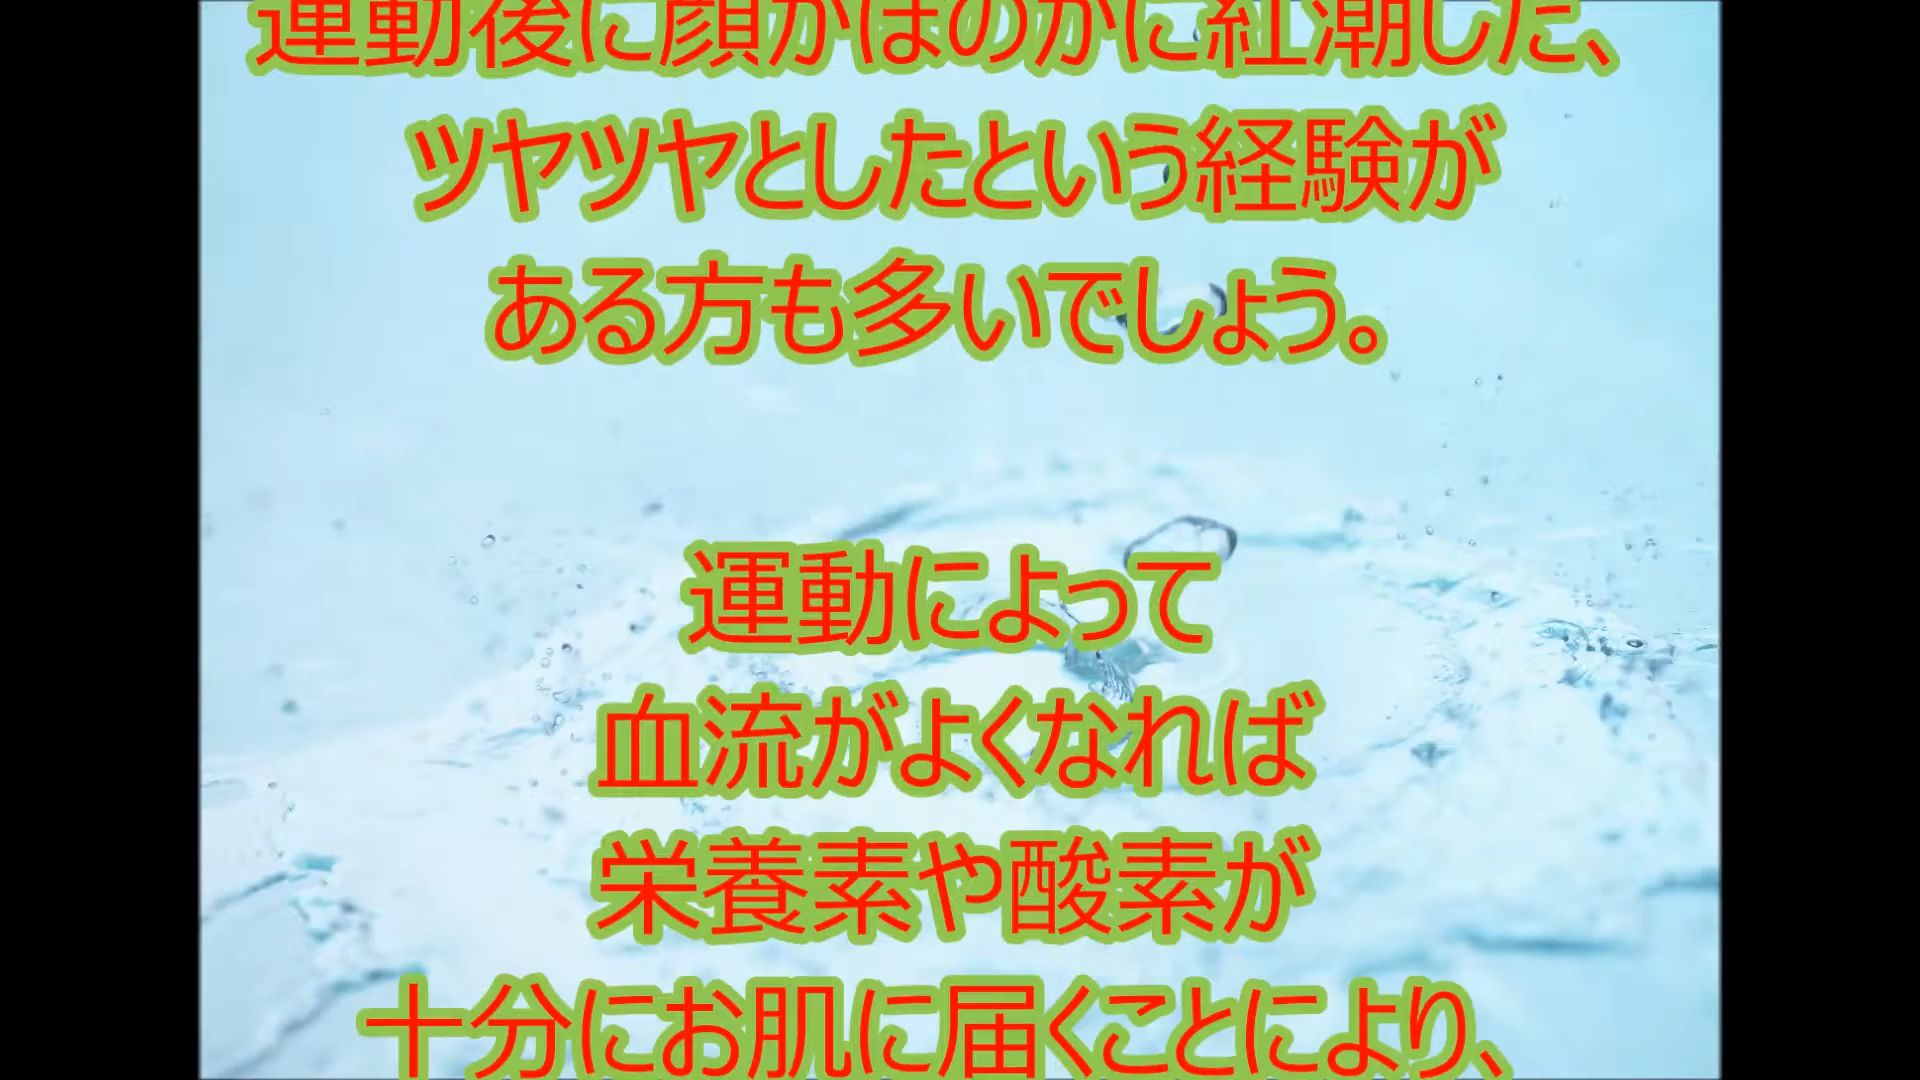 運動後に顔がほのかに紅潮した、
ツヤツヤとしたという経験が
ある方も多いでしょう。
運動によって
血流がよくなれば
栄養素や酸素が
十分にお肌に届くことにより、